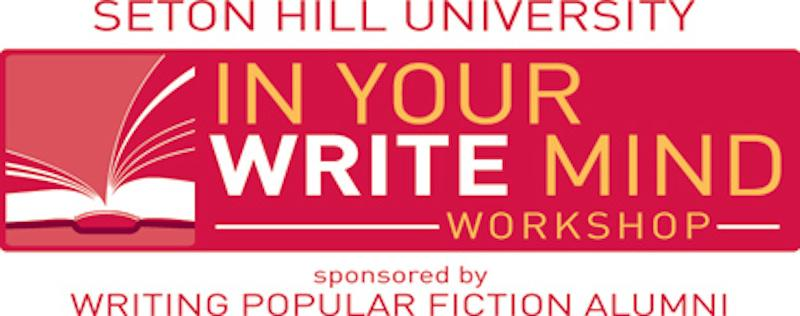 SETON HILL UNIVERSITY
IN YOUR
WRITE MIND
WORKSHOP
sponsored by
WRITING POPULAR FICTION ALUMNI